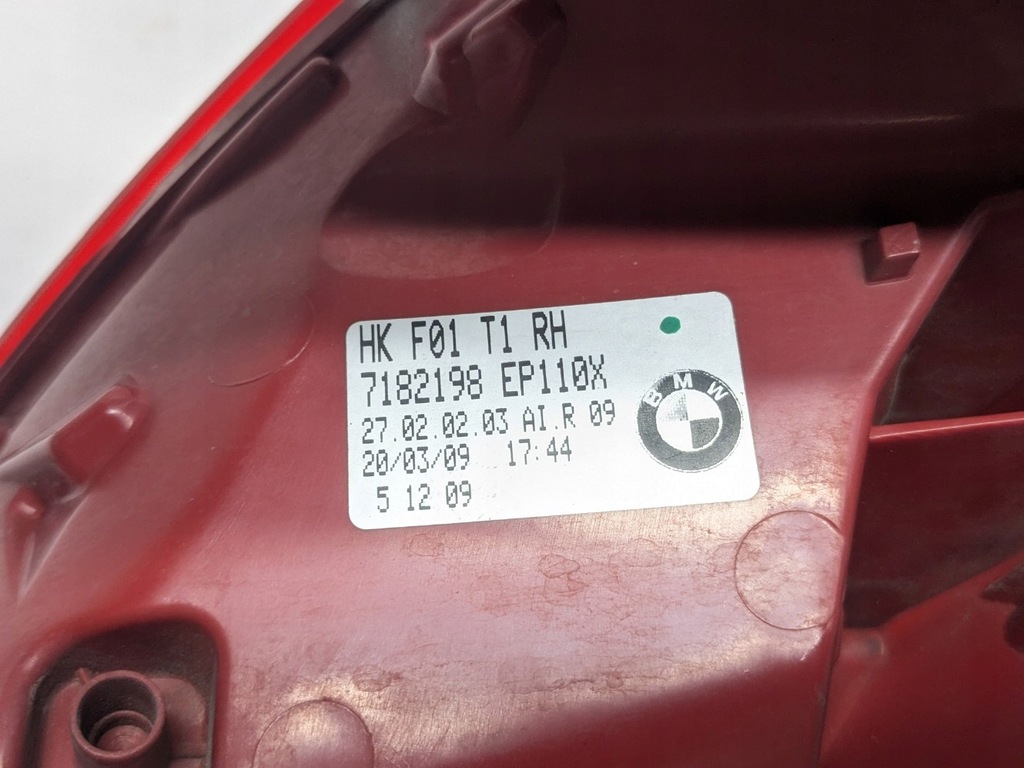 HK F01 T1 RH
7182198 EP110X
27.02.02.03 AI.R 09
20/03/09 17:44
5 12 09
BMW